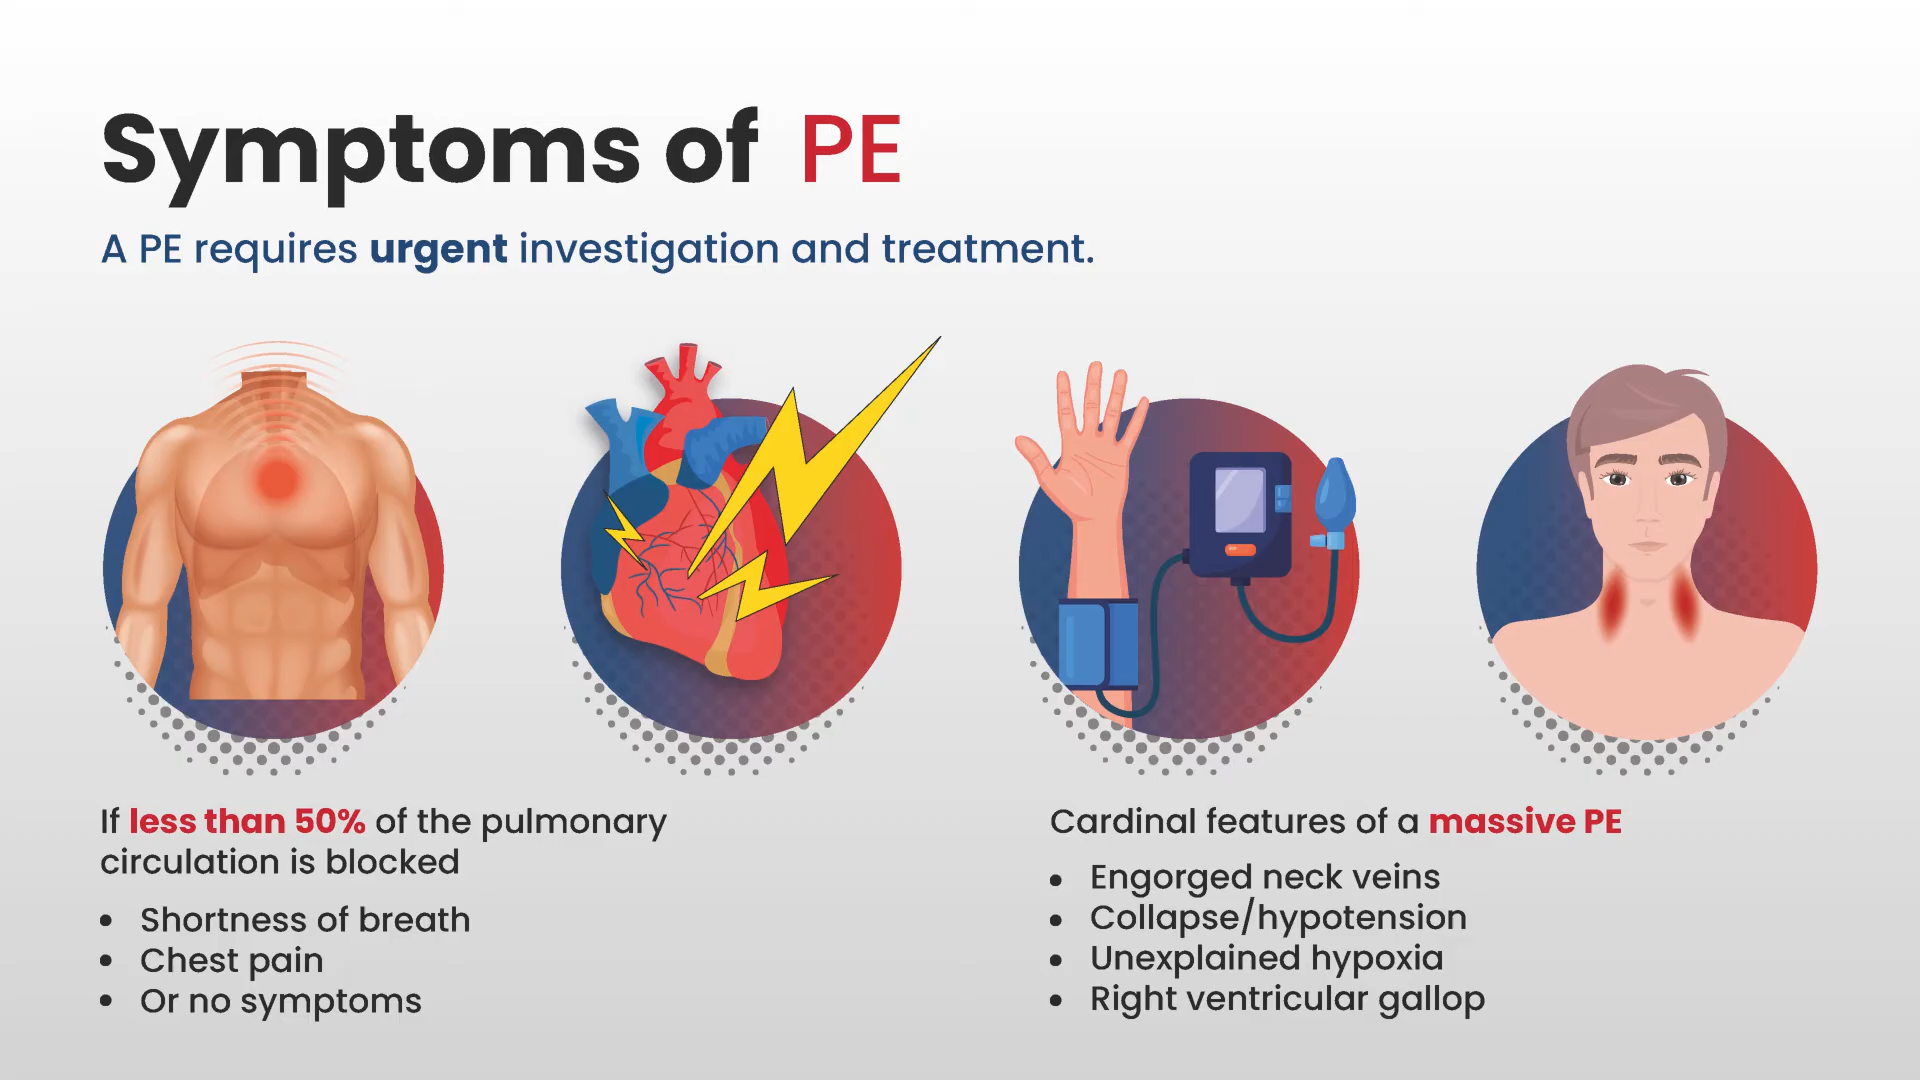 Symptoms of PE
A PE requires urgent investigation and treatment.
If less than 50% of the pulmonary
circulation is blocked
• Shortness of breath
• Chest pain
• Or no symptoms
Cardinal features of a massive PE
• Engorged neck veins
• Collapse/hypotension
• Unexplained hypoxia
• Right ventricular gallop